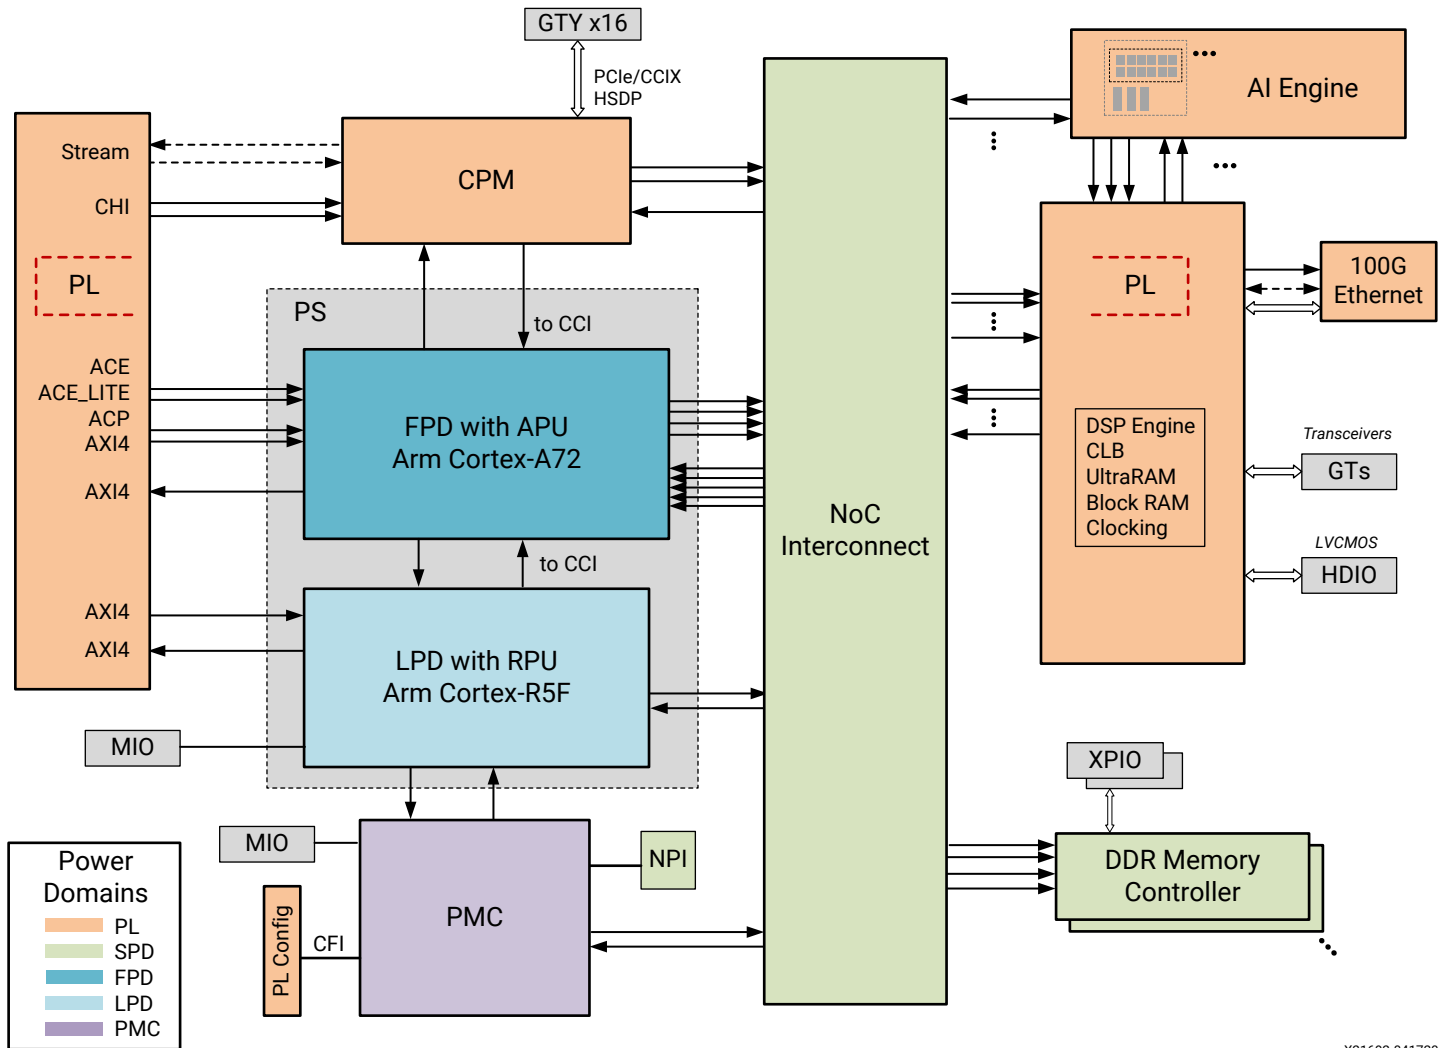 GTY x16
PCIe/CCIX
HSDP
AI Engine
Stream
CPM
CHI
PL
PL
100G
Ethernet
PS
to CCI
ACE
ACE_LITE
ACP
AXI4
AXI4
FPD with APU
Arm Cortex-A72
NoC
Interconnect
DSP Engine
CLB
UltraRAM
Block RAM
Clocking
Transceivers
GTs
LVCMOS
HDIO
to CCI
AXI4
AXI4
LPD with RPU
Arm Cortex-R5F
MIO
XPIO
MIO
NPI
DDR Memory
Controller
PMC
PL Config
CFI
Power
Domains
PL
SPD
FPD
LPD
PMC